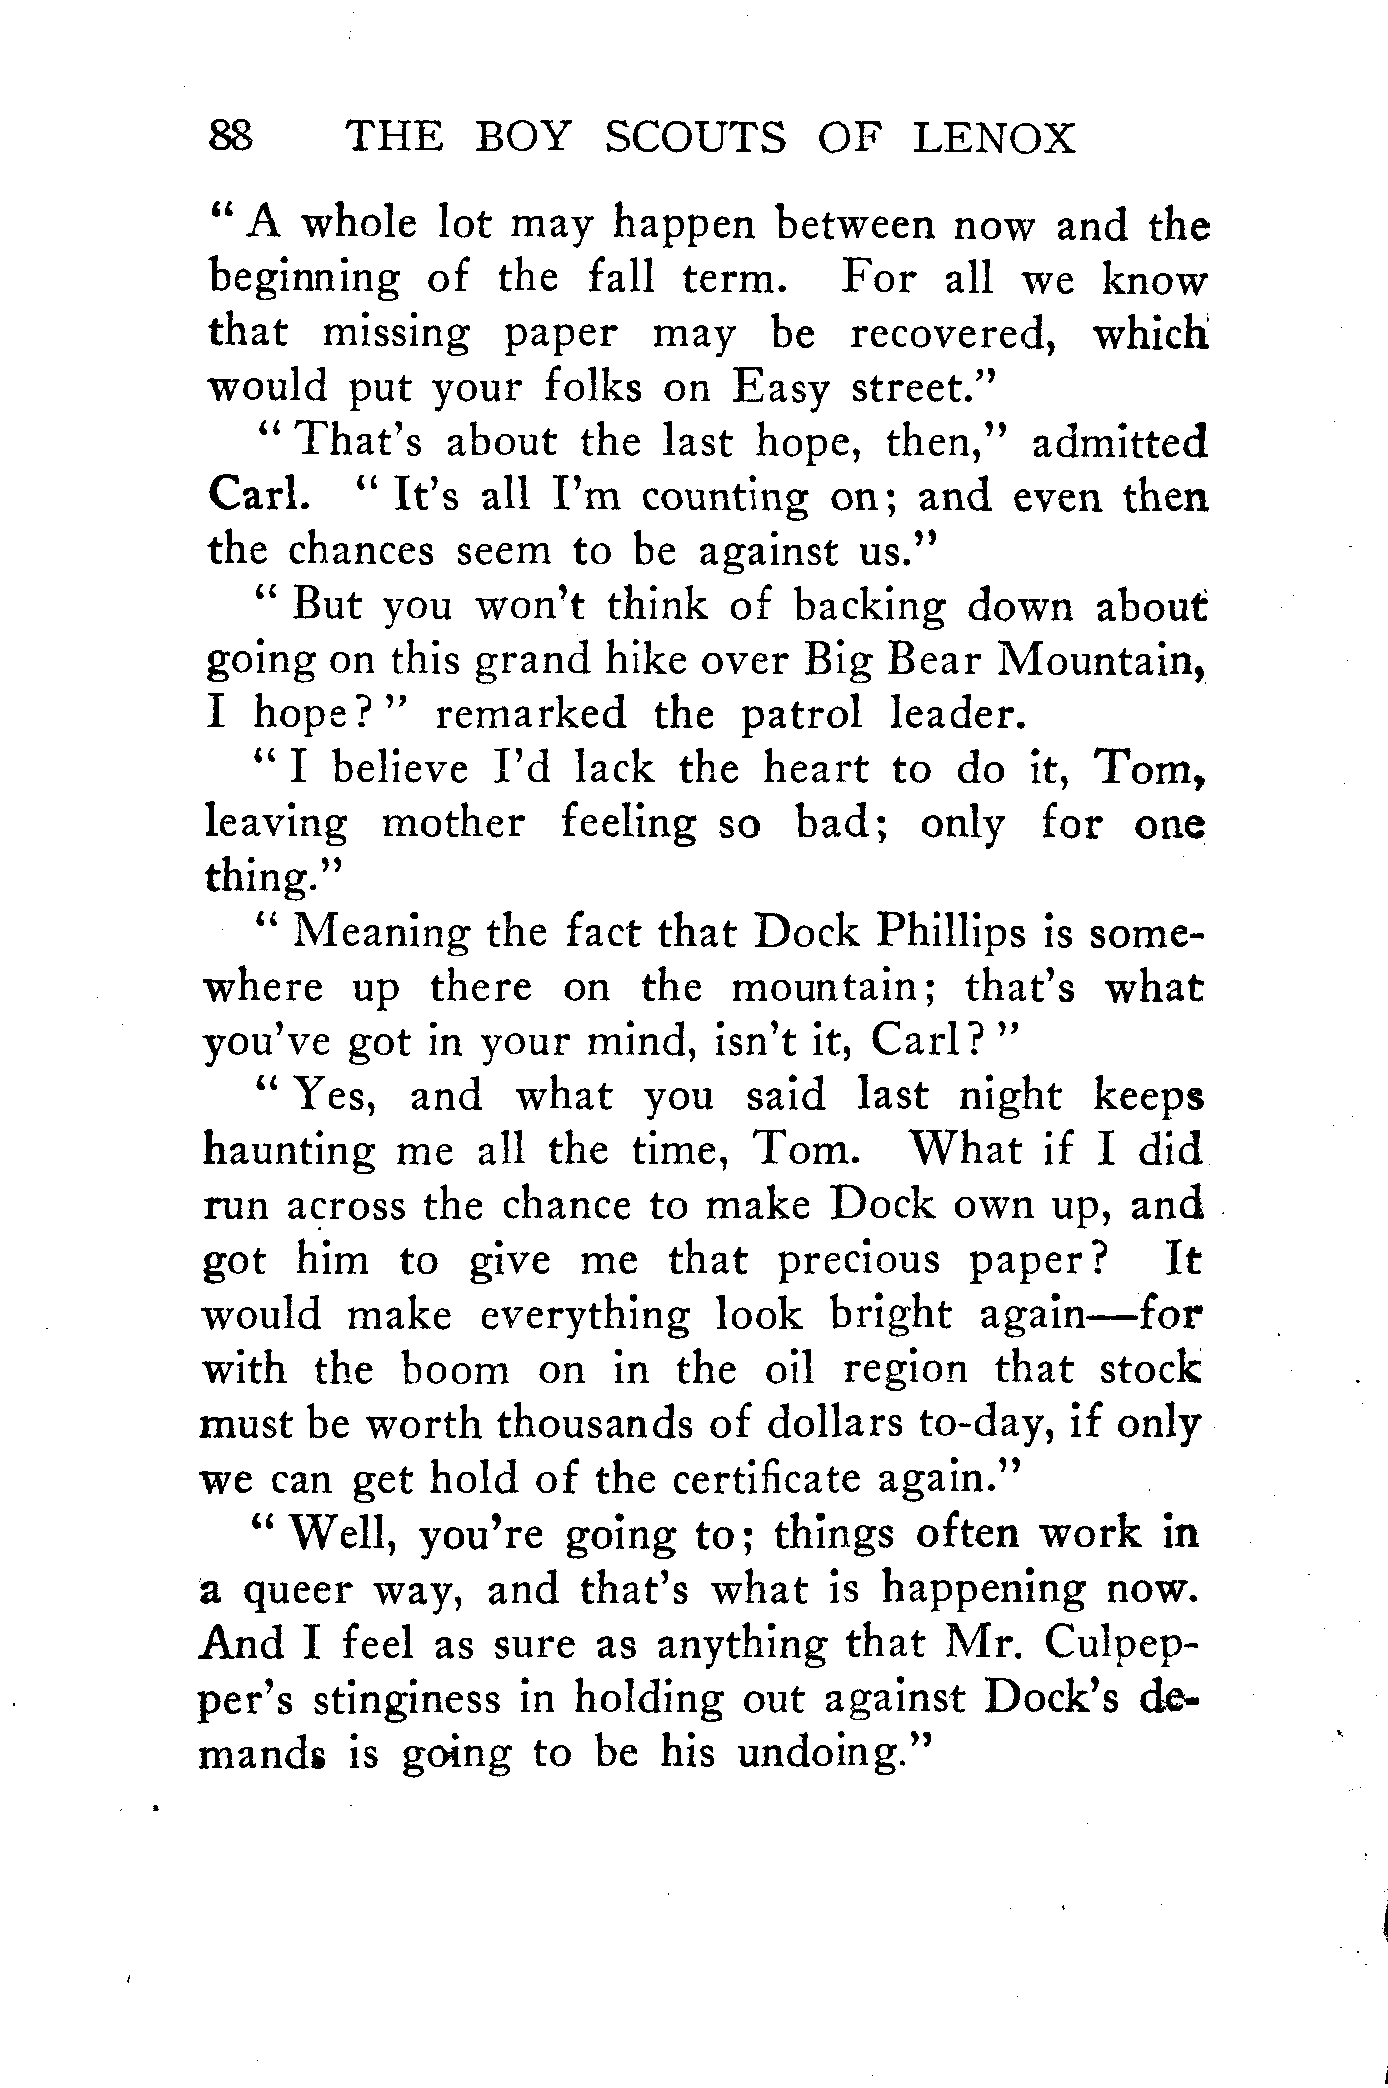 88 THE BOY SCOUTS OF LENOX
“ A whole lot may happen between now and the
beginning of the fall term. For all we know
that missing paper may be recovered, which
would put your folks on Easy street.”
“ That’s about the last hope, then,” admitted
Carl. “ It’s all I’m counting on; and even then
the chances seem to be against us.”
“ But you won’t think of backing down about
going on this grand hike over Big Bear Mountain,
I hope? ” remarked the patrol leader.
“ I believe I’d lack the heart to do it, Tom,
leaving mother feeling so bad; only for one
thing.”
“ Meaning the fact that Dock Phillips is some-
where up there on the mountain; that’s what
you’ve got in your mind, isn’t it, Carl? ”
“ Yes, and what you said last night keeps
haunting me all the time, Tom. What if I did
run across the chance to make Dock own up, and
got him to give me that precious paper? It
would make everything look bright again—for
with the boom on in the oil region that stock
must be worth thousands of dollars to-day, if only
we can get hold of the certificate again.”
“ Well, you’re going to; things often work in
a queer way, and that’s what is happening now.
And I feel as sure as anything that Mr. Culpep-
per’s stinginess in holding out against Dock’s de-
mands is going to be his undoing.”